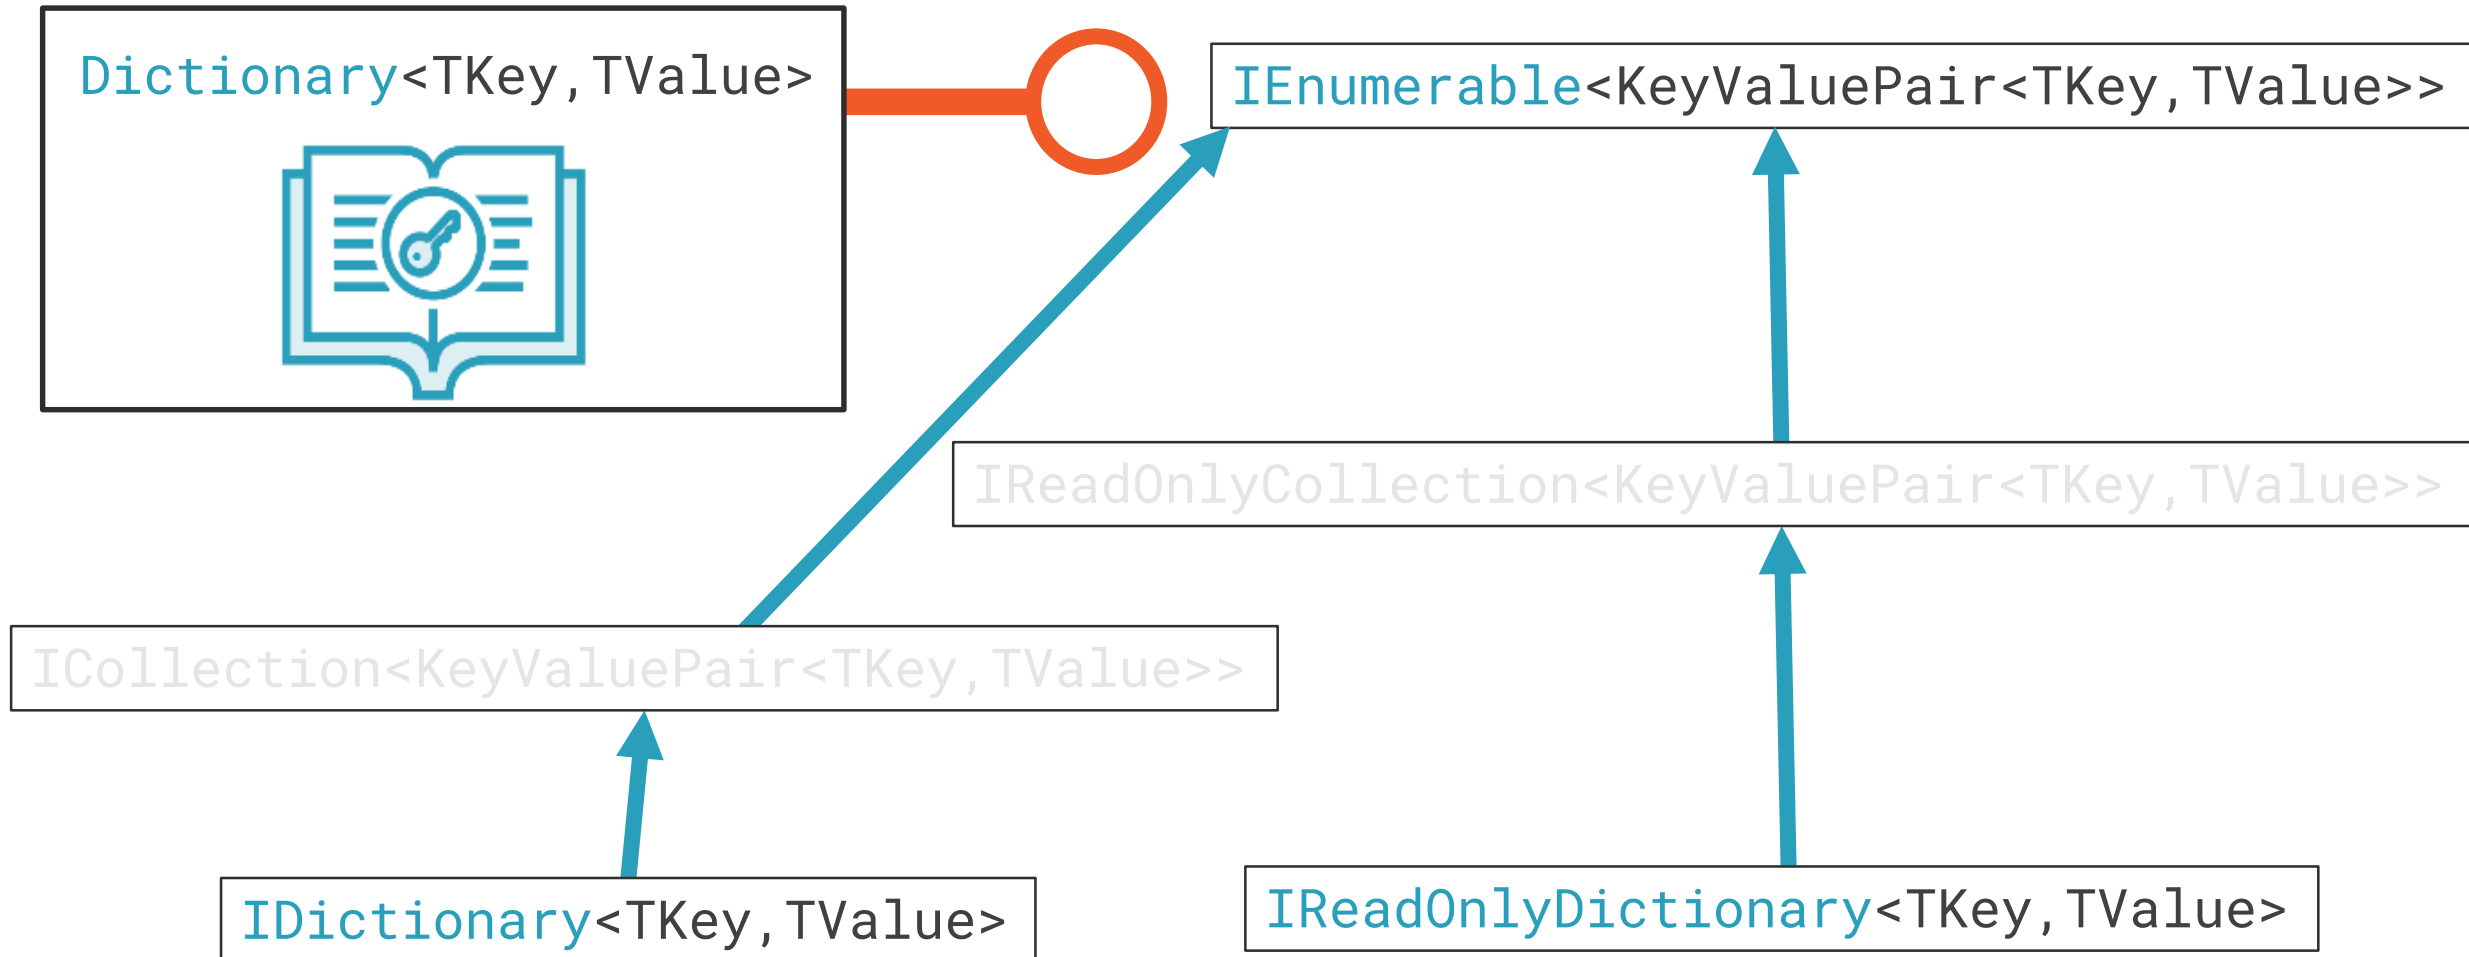 Dictionary<TKey,TValue>
IEnumerable<KeyValuePair<TKey,TValue>>
IReadOnlyCollection<KeyValuePair<TKey,TValue>>
ICollection<KeyValuePair<TKey,TValue>>
IDictionary<TKey,TValue>
IReadOnlyDictionary<TKey,TValue>